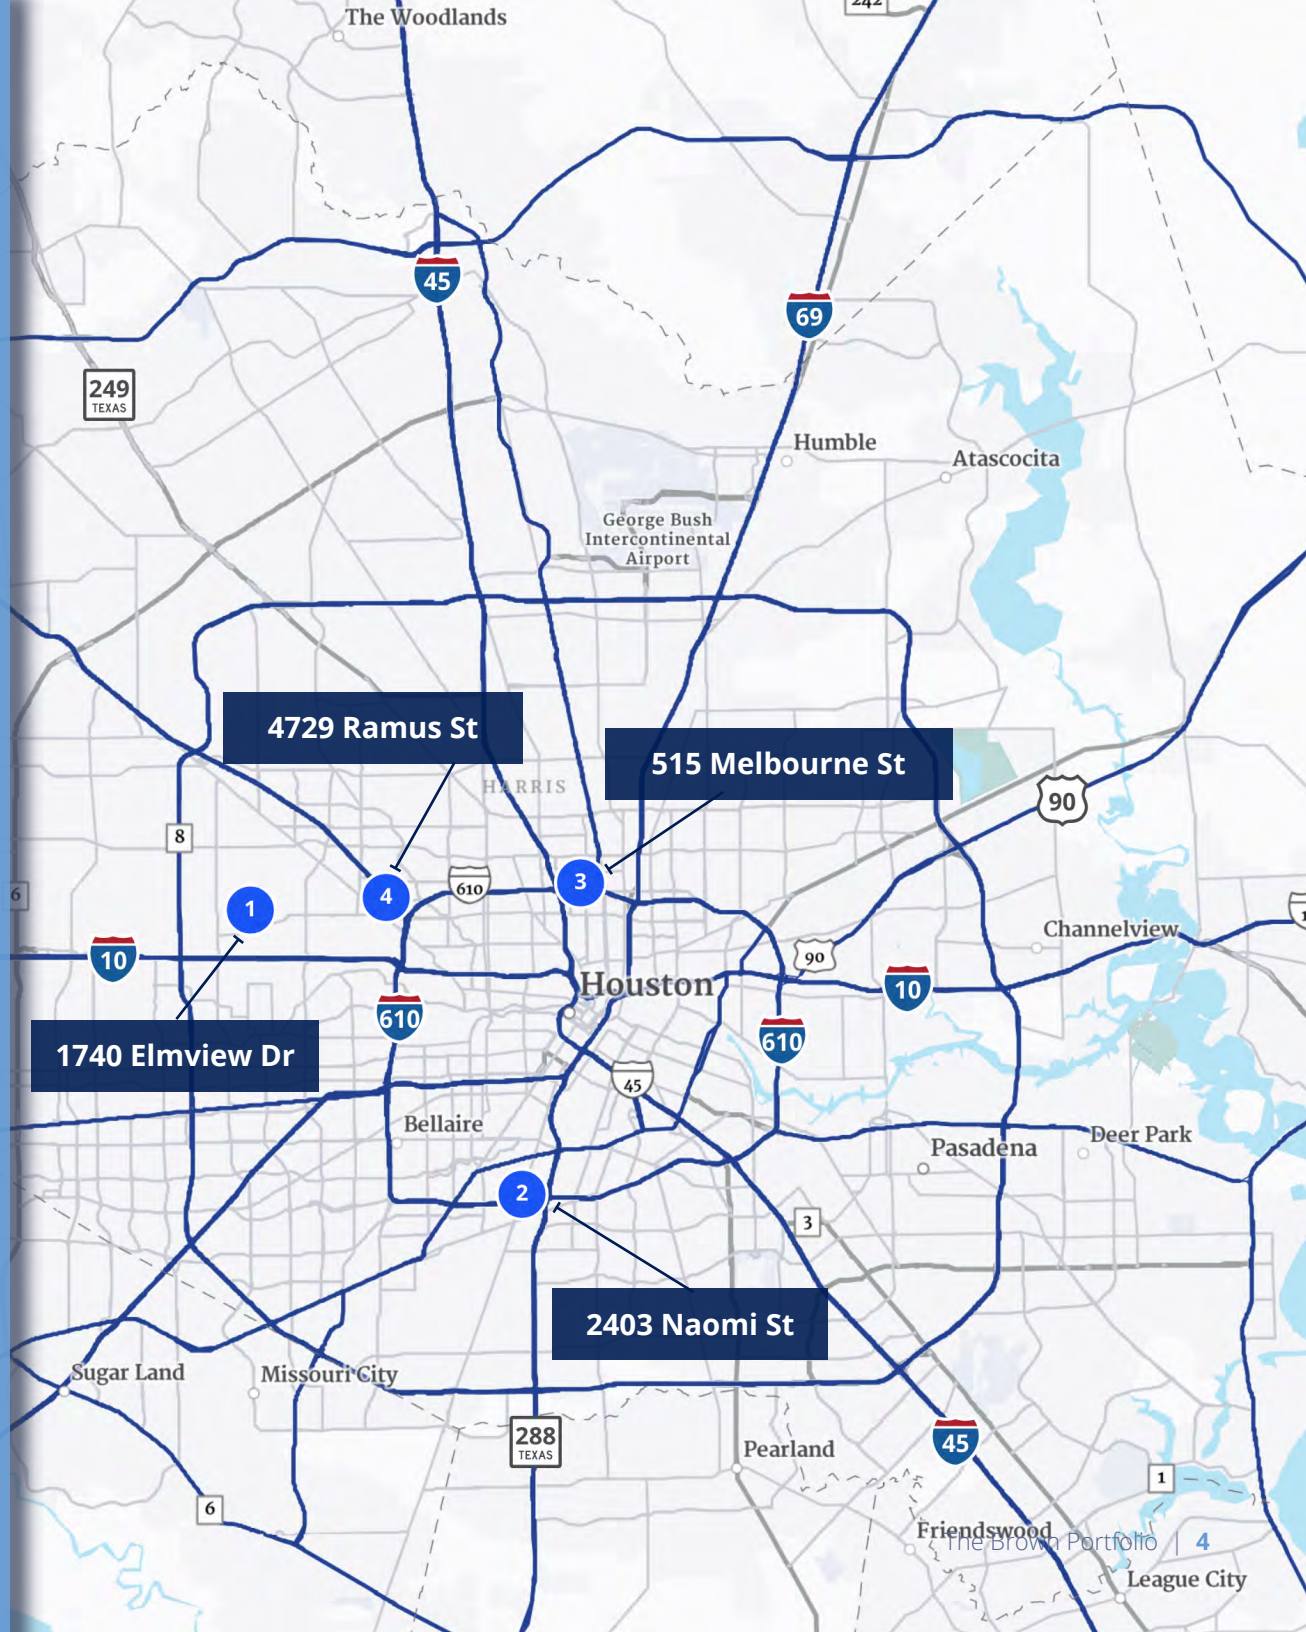 The Woodlands
242
45
69
249
TEXAS
Humble
Atascocita
George Bush
Intercontinental
Airport
4729 Ramus St
515 Melbourne St
HARRIS
90
8
610
3
4
6
1
Channelview
10
90
Houston
10
610
610
1740 Elmview Dr
45
Bellaire
Deer Park
Pasadena
2
3
2403 Naomi St
Sugar Land
Missouri City
288
TEXAS
45
Pearland
1
6
Friendswood
The Brown Portfolio | 4
League City